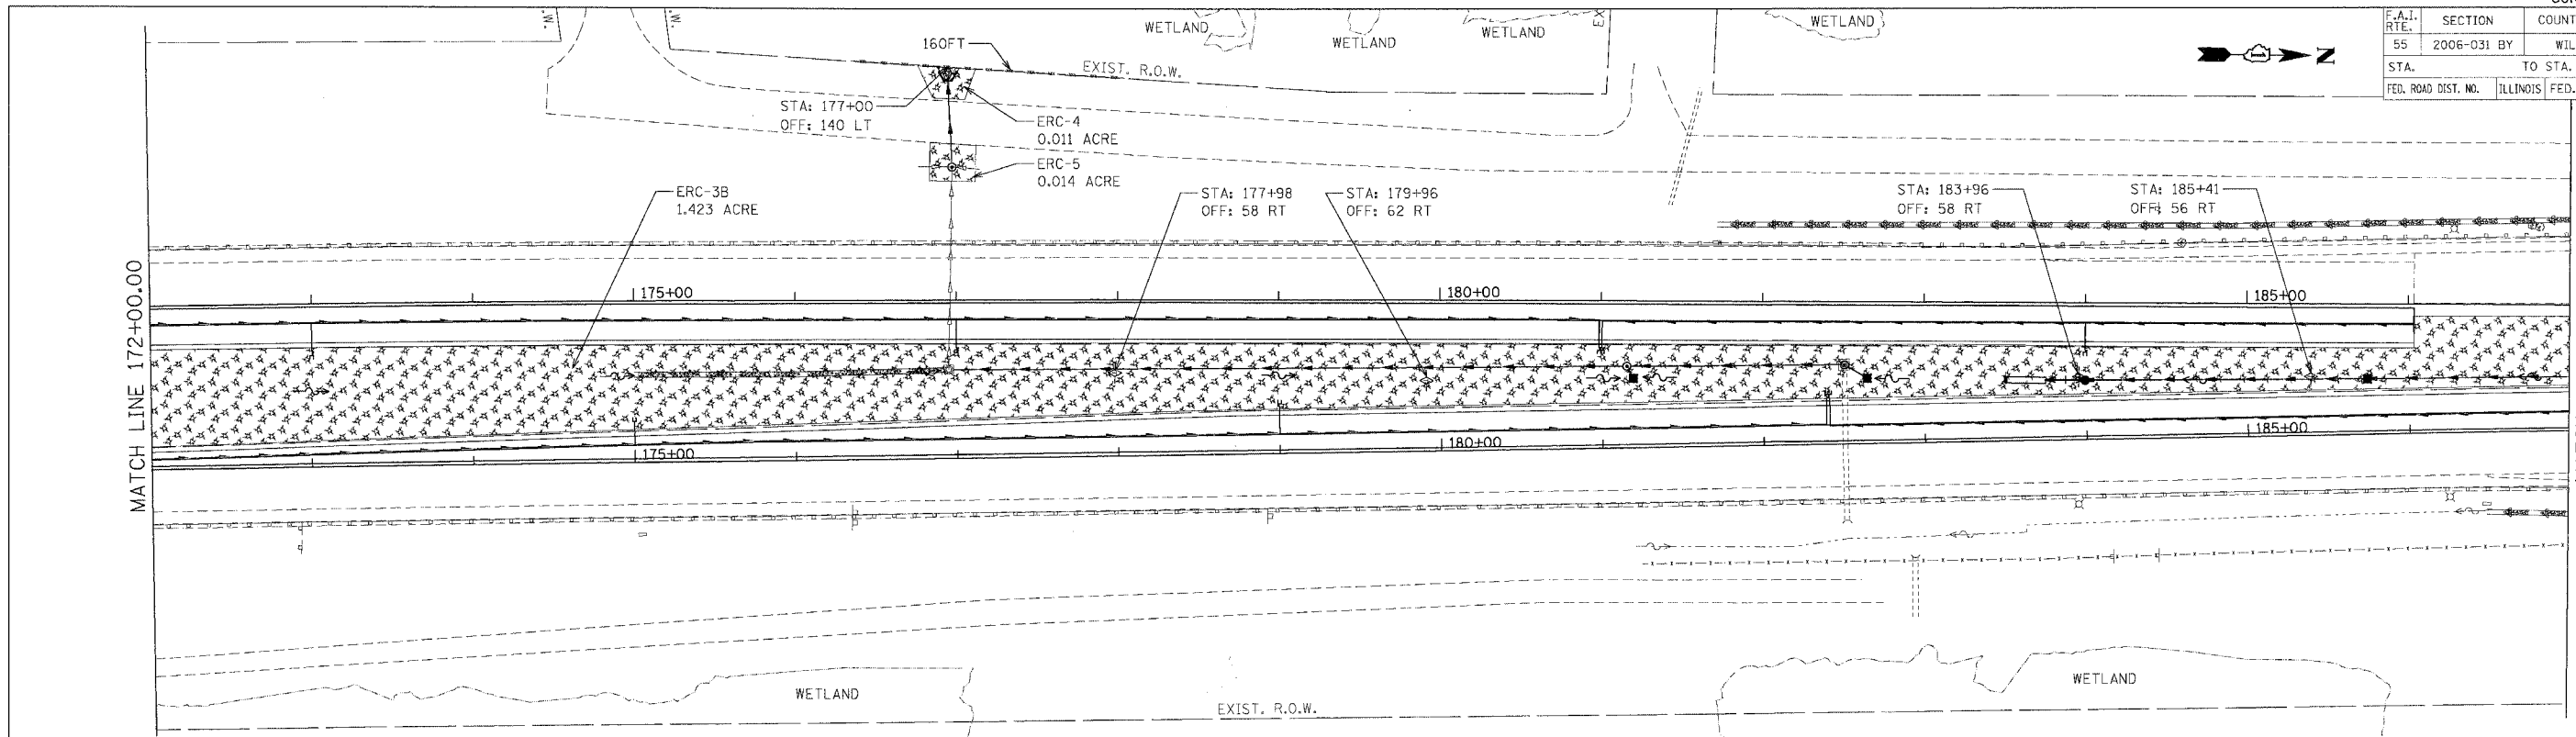 F.A.I. RTE. SECTION COUNT
55 2006-031 BY WIL
STA. TO STA.
FED. ROAD DIST. NO. ILLINOIS FED.
N
WETLAND
WETLAND
WETLAND
WETLAND
160FT
EXIST. R.O.W.
STA: 177+00
OFF: 140 LT
ERC-4
0.011 ACRE
ERC-5
0.014 ACRE
ERC-3B
1.423 ACRE
STA: 177+98
OFF: 58 RT
STA: 179+96
OFF: 62 RT
STA: 183+96
OFF: 58 RT
STA: 185+41
OFF: 56 RT
MATCH LINE 172+00.00
175+00
180+00
185+00
175+00
180+00
185+00
WETLAND
WETLAND
EXIST. R.O.W.